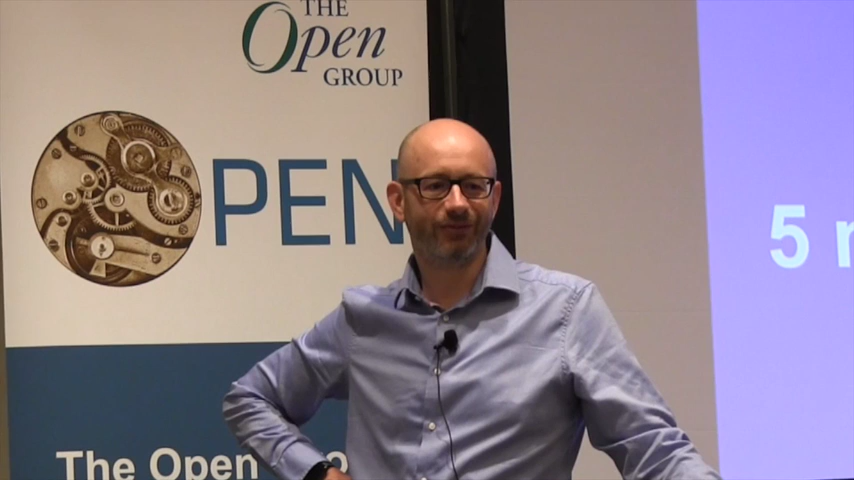 THE
Open
GROUP
PEN
The Open
5